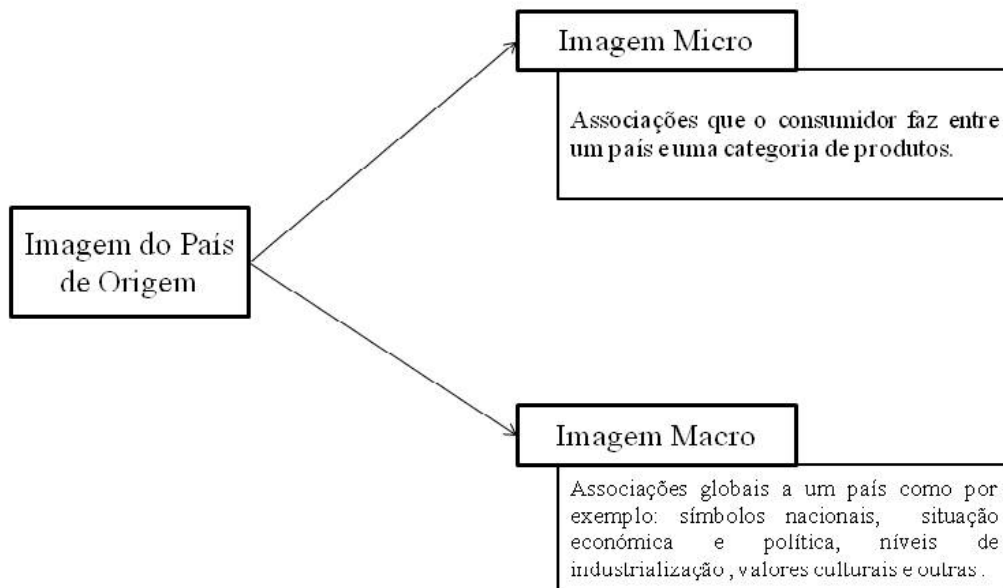 Imagem Micro
Associações que o consumidor faz entre
um país e uma categoria de produtos.
Imagem do País
de Origem
Imagem Macro
Associações globais a um país como por
exemplo: símbolos nacionais, situação
económica e política, níveis de
industrialização , valores culturais e outras .